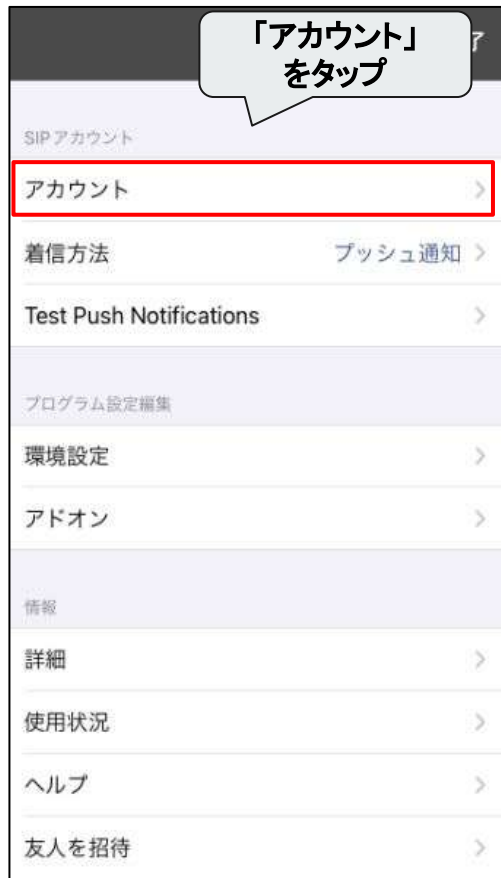 「アカウント」
をタップ
了
SIPアカウント
アカウント
着信方法 プッシュ通知
Test Push Notifications
プログラム設定編集
環境設定
アドオン
情報
詳細
使用状況
ヘルプ
友人を招待